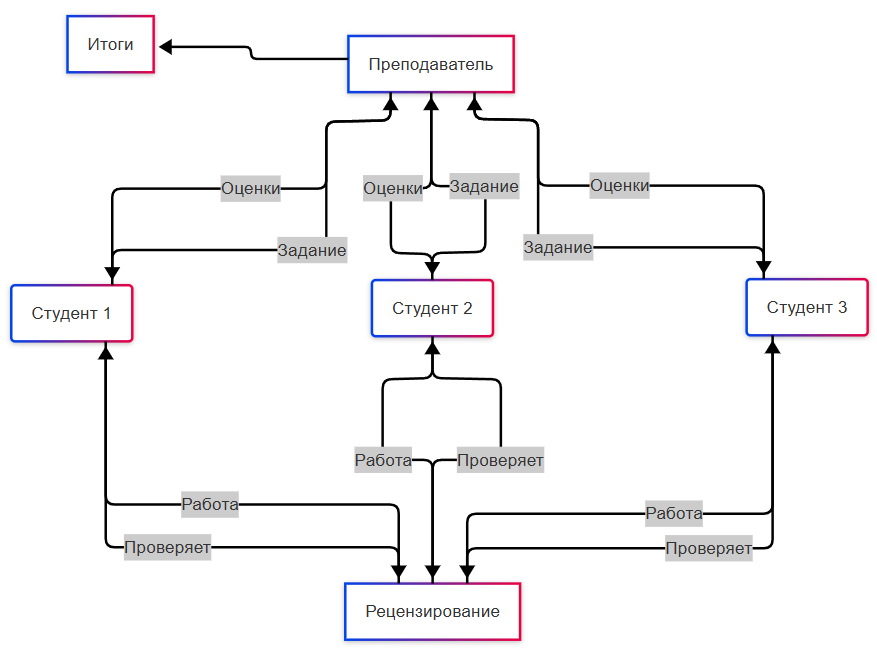 Итоги
Преподаватель
Оценки
Оценки
Задание
Оценки
Задание
Задание
Студент 1
Студент 2
Студент 3
Работа
Проверяет
Работа
Работа
Проверяет
Проверяет
Рецензирование